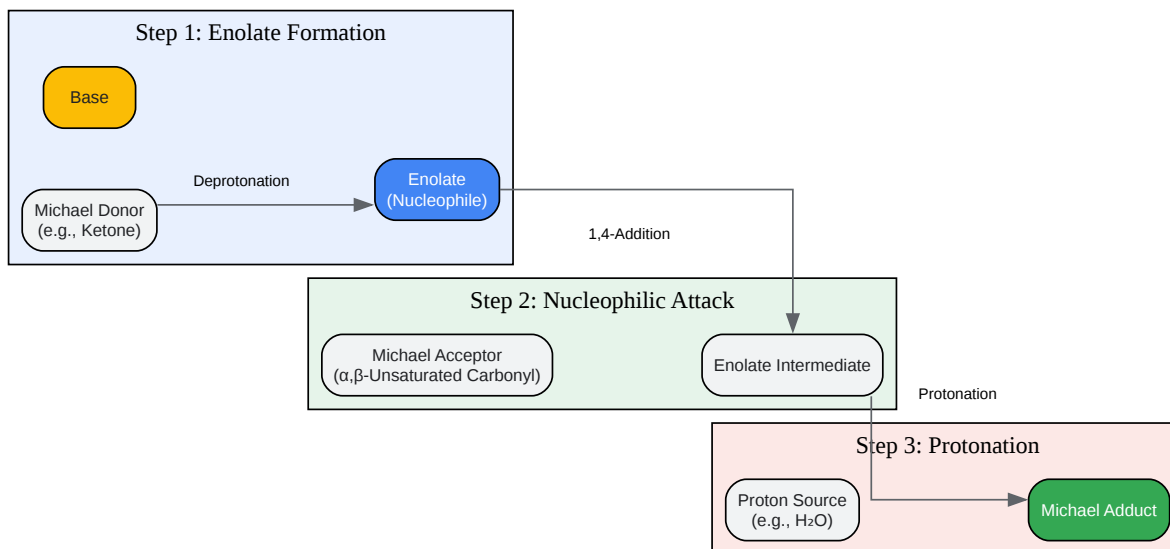 Step 1: Enolate Formation
Base
Deprotonation
Enolate
(Nucleophile)
Michael Donor
(e.g., Ketone)
1,4-Addition
Step 2: Nucleophilic Attack
Michael Acceptor
(α,β-Unsaturated Carbonyl)
Enolate Intermediate
Protonation
Step 3: Protonation
Proton Source
(e.g., H₂O)
Michael Adduct